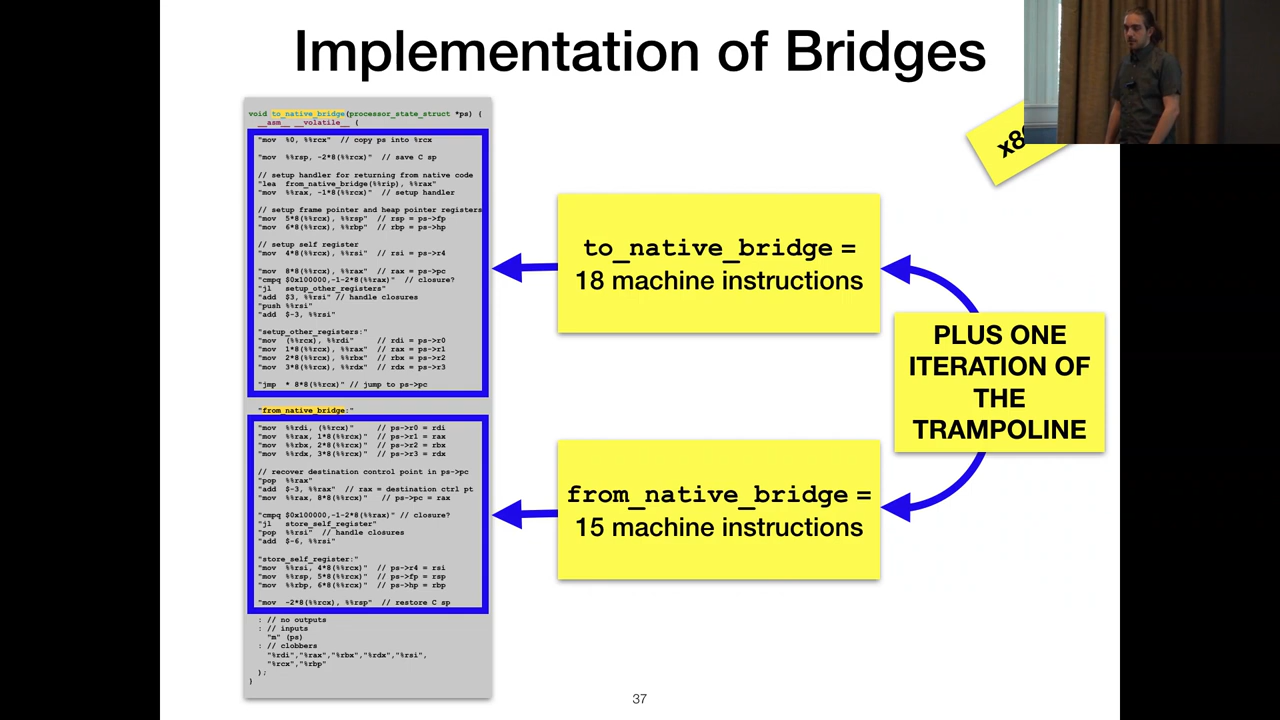 Implementation of Bridges
void to_native_bridge(processor_state_struct *ps) {
__asm__ __volatile__ (
"mov %0, %%rcx" // copy ps into %rcx
"mov %%rsp, -2*8(%%rcx)" // save C sp
// setup handler for returning from native code
"lea from_native_bridge(%%rip), %%rax"
"mov %%rax, -1*8(%%rcx)" // setup handler
// setup frame pointer and heap pointer registers
"mov 5*8(%%rcx), %%rsp" // rsp = ps->fp
"mov 6*8(%%rcx), %%rbp" // rbp = ps->hp
// setup self register
"mov 4*8(%%rcx), %%rsi" // rsi = ps->r4
"mov 8*8(%%rcx), %%rax" // rax = ps->pc
"cmpq $0x100000,-1-2*8(%%rax)" // closure?
"jl setup_other_registers"
"add $3, %%rsi" // handle closures
"push %%rsi"
"add $-3, %%rsi"
"setup_other_registers:"
"mov (%%rcx), %%rdi" // rdi = ps->r0
"mov 1*8(%%rcx), %%rax" // rax = ps->r1
"mov 2*8(%%rcx), %%rbx" // rbx = ps->r2
"mov 3*8(%%rcx), %%rdx" // rdx = ps->r3
"jmp * 8*8(%%rcx)" // jump to ps->pc
"from_native_bridge:"
"mov %%rdi, (%%rcx)" // ps->r0 = rdi
"mov %%rax, 1*8(%%rcx)" // ps->r1 = rax
"mov %%rbx, 2*8(%%rcx)" // ps->r2 = rbx
"mov %%rdx, 3*8(%%rcx)" // ps->r3 = rdx
// recover destination control point in ps->pc
"pop %%rax"
"add $-3, %%rax" // rax = destination ctrl pt
"mov %%rax, 8*8(%%rcx)" // ps->pc = rax
"cmpq $0x100000,-1-2*8(%%rax)" // closure?
"jl store_self_register"
"pop %%rsi" // handle closures
"add $-6, %%rsi"
"store_self_register:"
"mov %%rsi, 4*8(%%rcx)" // ps->r4 = rsi
"mov %%rsp, 5*8(%%rcx)" // ps->fp = rsp
"mov %%rbp, 6*8(%%rcx)" // ps->hp = rbp
"mov -2*8(%%rcx), %%rsp" // restore C sp
: // no outputs
: // inputs
"m" (ps)
: // clobbers
"%rdi","%rax","%rbx","%rdx","%rsi",
"%rcx","%rbp"
);
}
to_native_bridge =
18 machine instructions
from_native_bridge =
15 machine instructions
PLUS ONE
ITERATION OF
THE
TRAMPOLINE
37